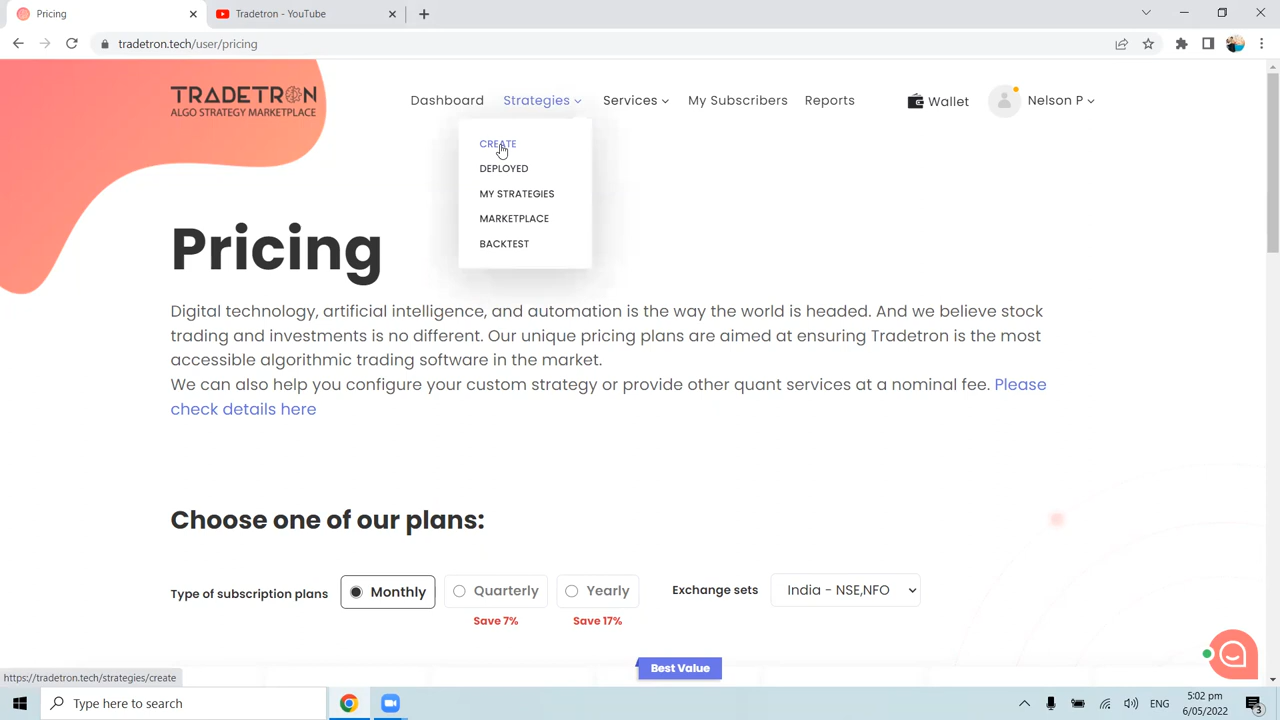 Pricing
Tradetron - YouTube
tradetron.tech/user/pricing
TRADETRON
ALGO STRATEGY MARKETPLACE
Dashboard
Strategies
Services
My Subscribers
Reports
Wallet
Nelson P
CREATE
DEPLOYED
MY STRATEGIES
MARKETPLACE
BACKTEST
Pricing
Digital technology, artificial intelligence, and automation is the way the world is headed. And we believe stock
trading and investments is no different. Our unique pricing plans are aimed at ensuring Tradetron is the most
accessible algorithmic trading software in the market.
We can also help you configure your custom strategy or provide other quant services at a nominal fee. Please
check details here
Choose one of our plans:
Type of subscription plans
Monthly
Quarterly
Yearly
Exchange sets
India - NSE,NFO
Save 7%
Save 17%
Best Value
https://tradetron.tech/strategies/create
Type here to search
ENG
5:02 pm
6/05/2022
3